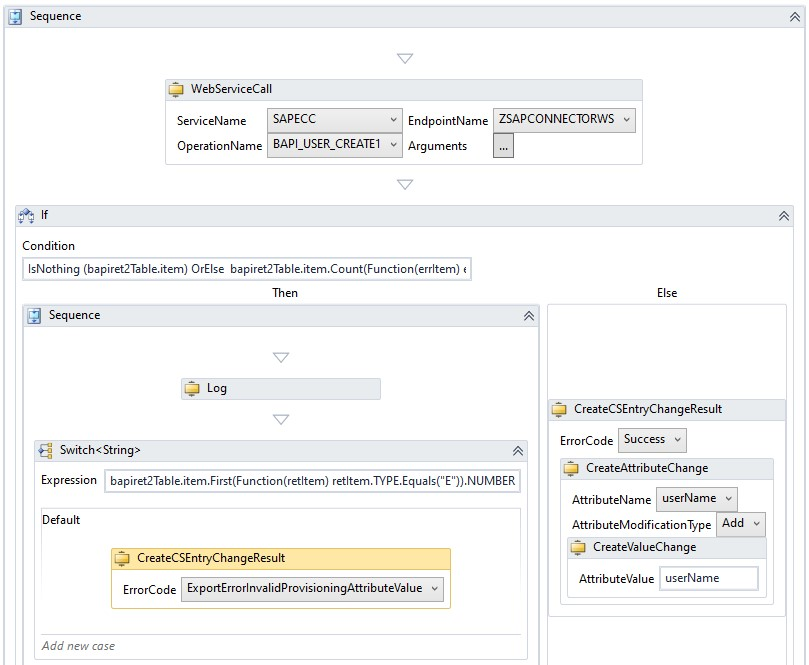 Sequence
WebServiceCall
ServiceName SAPECC EndpointName ZSAPCONNECTORWS
OperationName BAPI_USER_CREATE1 Arguments ...
If
Condition
IsNothing (bapiret2Table.item) OrElse bapiret2Table.item.Count(Function(errItem) e
Then Else
Sequence
Log
Switch<String>
Expression bapiret2Table.item.First(Function(retItem) retItem.TYPE.Equals("E")).NUMBER
Default
CreateCSEntryChangeResult
ErrorCode ExportErrorInvalidProvisioningAttributeValue
Add new case
CreateCSEntryChangeResult
ErrorCode Success
CreateAttributeChange
AttributeName userName
AttributeModificationType Add
CreateValueChange
AttributeValue userName